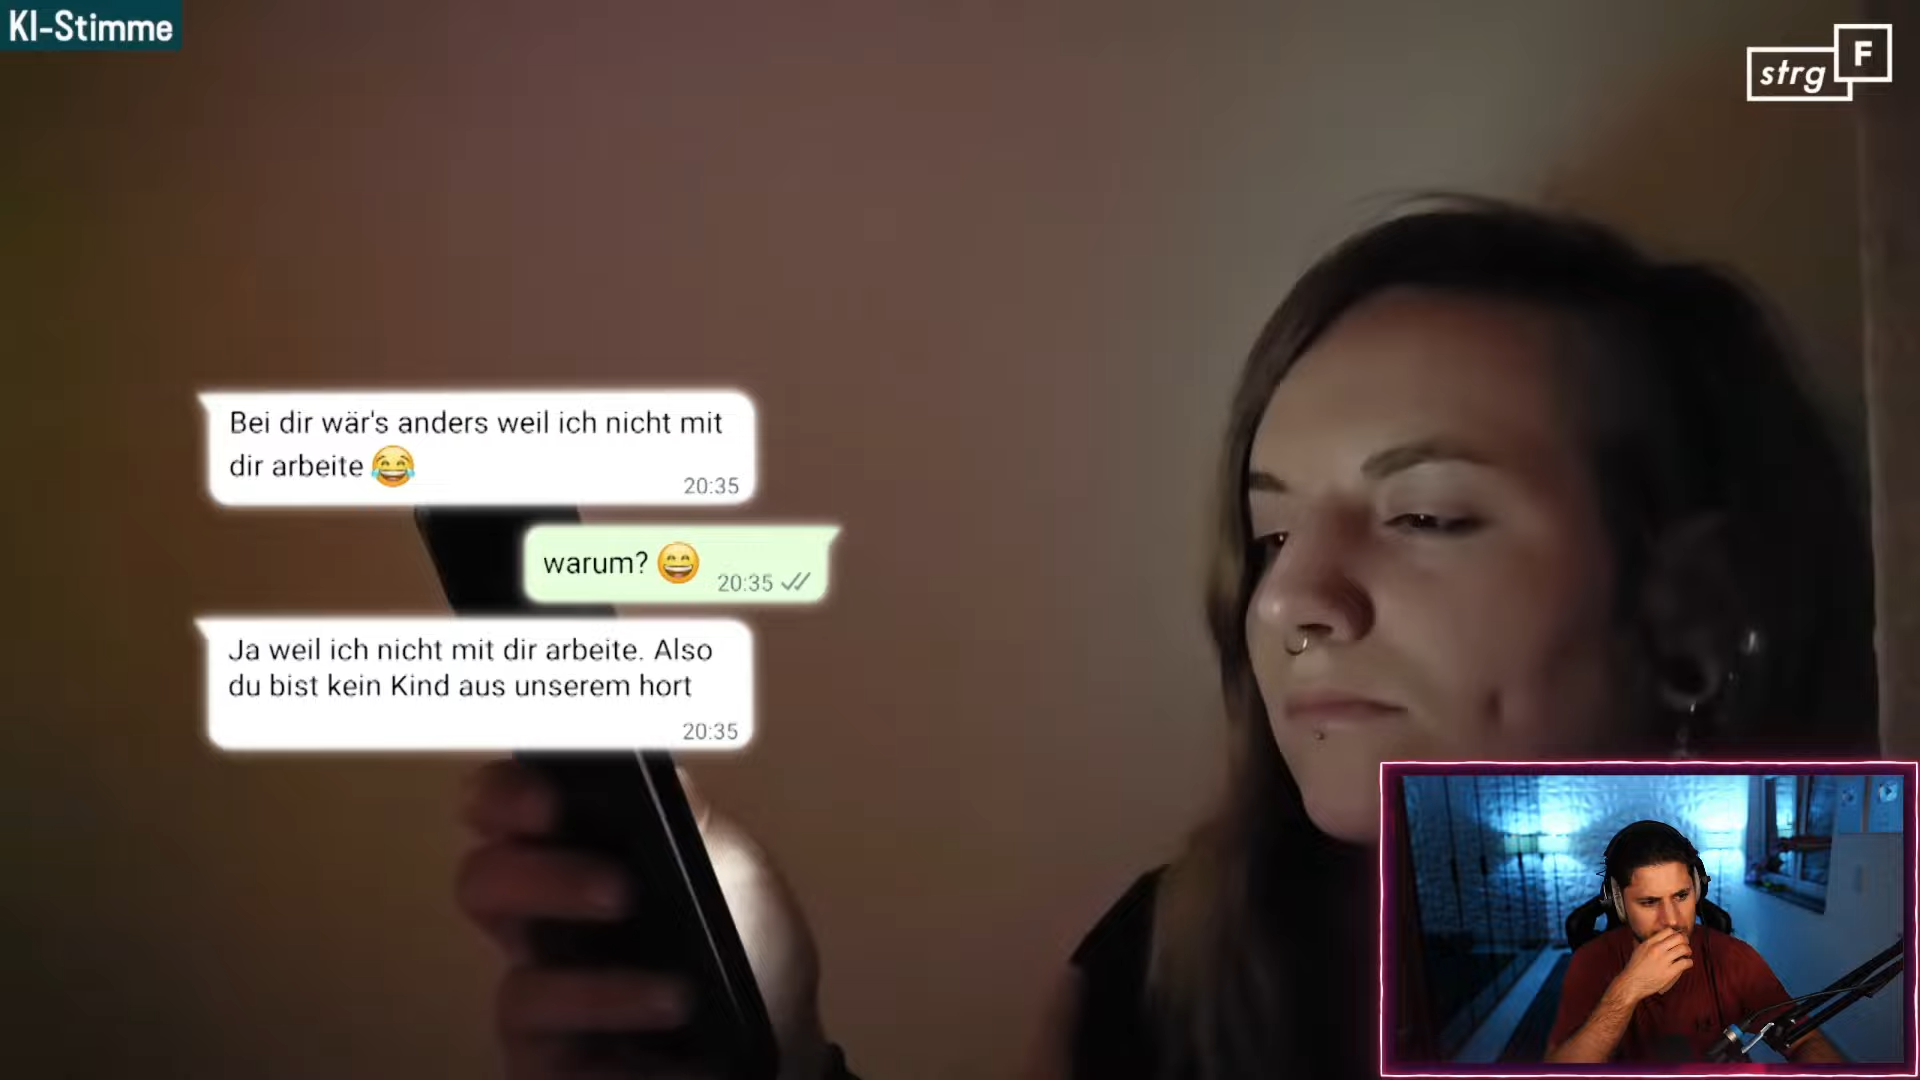 KI-Stimme
strg F
Bei dir wär's anders weil ich nicht mit
dir arbeite 😂
20:35
warum? 😄
20:35
Ja weil ich nicht mit dir arbeite. Also
du bist kein Kind aus unserem hort
20:35